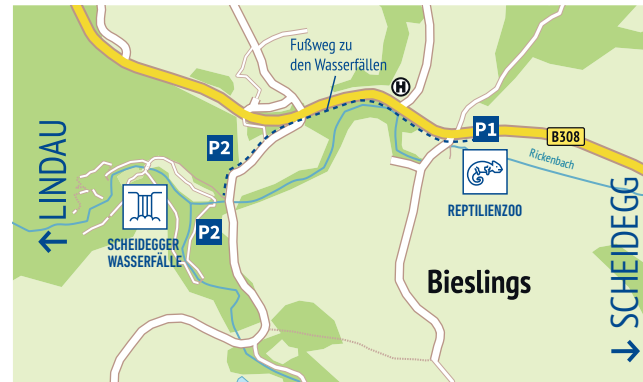 Fußweg zu
den Wasserfällen
H
P1
B308
P2
Rickenbach
← LINDAU
REPTILIENZOO
SCHEIDEGGER
WASSERFÄLLE
P2
Bieslings
← SCHEIDEGG